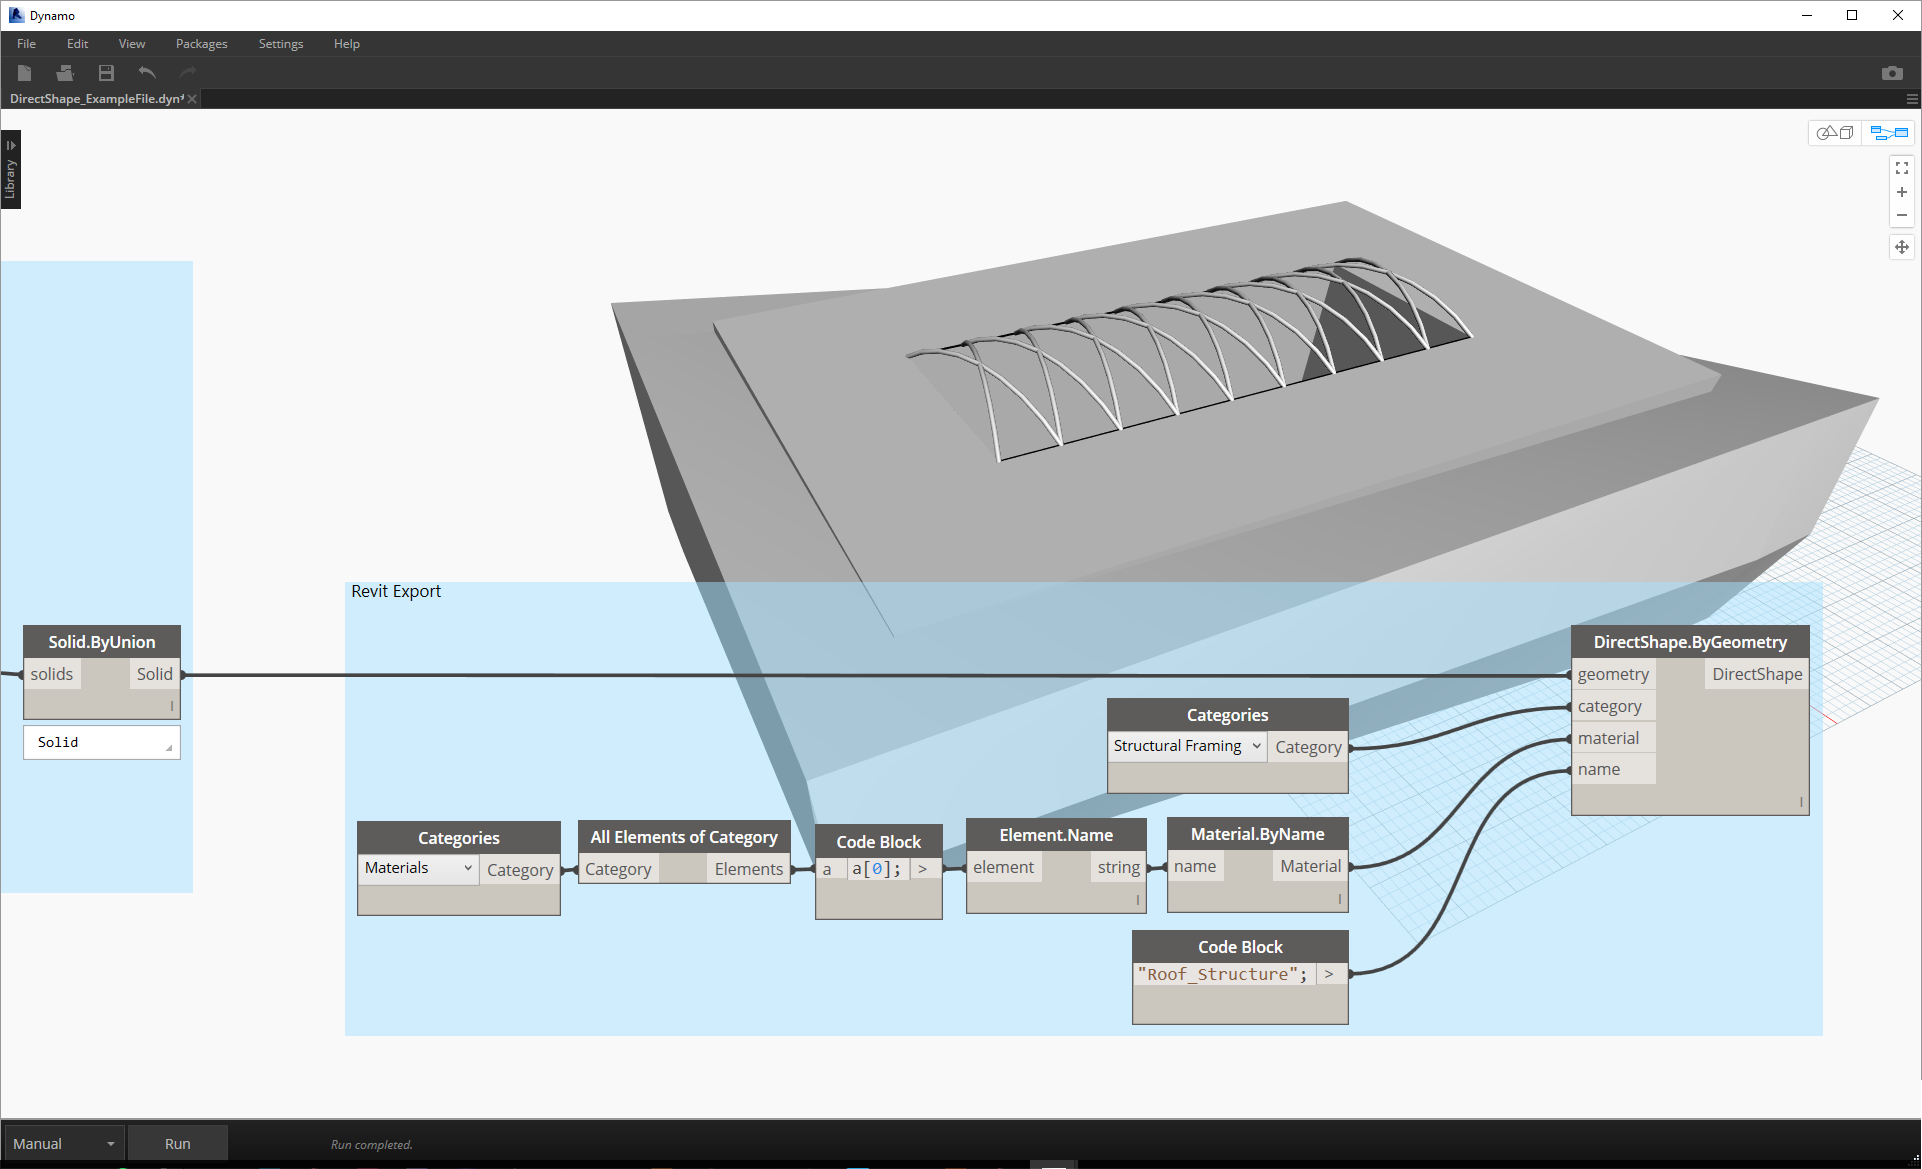 Dynamo
File Edit View Packages Settings Help
DirectShape_ExampleFile.dyn*
Library
Revit Export
Solid.ByUnion
solids Solid
Solid
DirectShape.ByGeometry
geometry DirectShape
category
material
name
Categories
Structural Framing Category
Categories
Materials Category
All Elements of Category
Category Elements
Code Block
a a[0]; >
Element.Name
element string
Material.ByName
name Material
Code Block
"Roof_Structure"; >
Manual Run Run completed.